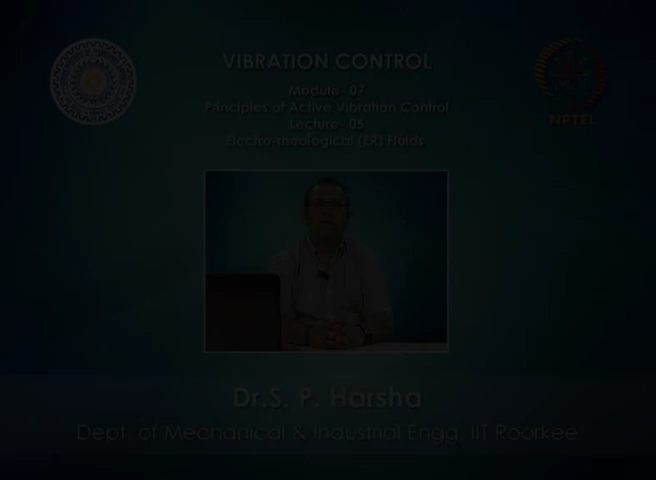 VIBRATION CONTROL
Module- 07
Principles of Active Vibration Control
Lecture- 05
Electro-rheological (ER) Fluids
NPTEL
Dr.S. P. Harsha
Dept. of Mechanical & Industrial Engg. IIT Roorkee